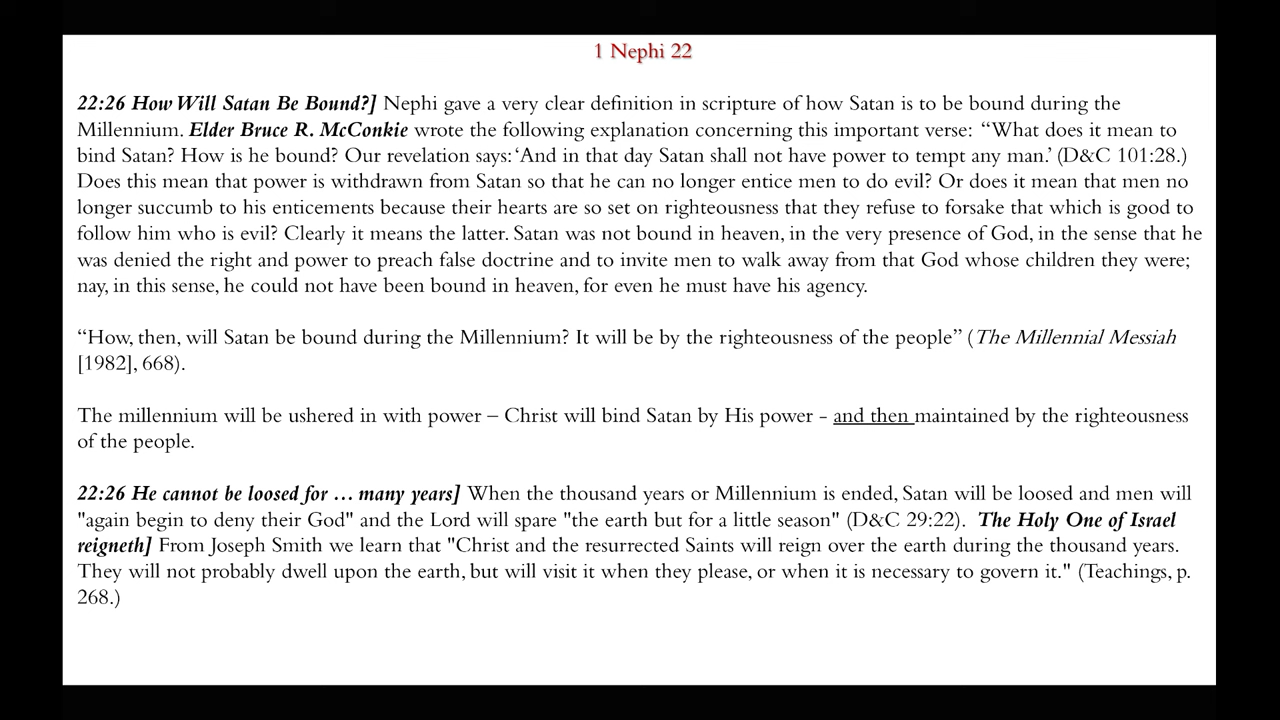 1 Nephi 22
22:26 How Will Satan Be Bound?] Nephi gave a very clear definition in scripture of how Satan is to be bound during the
Millennium. Elder Bruce R. McConkie wrote the following explanation concerning this important verse: “What does it mean to
bind Satan? How is he bound? Our revelation says: ‘And in that day Satan shall not have power to tempt any man.’ (D&C 101:28.)
Does this mean that power is withdrawn from Satan so that he can no longer entice men to do evil? Or does it mean that men no
longer succumb to his enticements because their hearts are so set on righteousness that they refuse to forsake that which is good to
follow him who is evil? Clearly it means the latter. Satan was not bound in heaven, in the very presence of God, in the sense that he
was denied the right and power to preach false doctrine and to invite men to walk away from that God whose children they were;
nay, in this sense, he could not have been bound in heaven, for even he must have his agency.
“How, then, will Satan be bound during the Millennium? It will be by the righteousness of the people” (The Millennial Messiah
[1982], 668).
The millennium will be ushered in with power – Christ will bind Satan by His power - and then maintained by the righteousness
of the people.
22:26 He cannot be loosed for … many years] When the thousand years or Millennium is ended, Satan will be loosed and men will
"again begin to deny their God" and the Lord will spare "the earth but for a little season" (D&C 29:22). The Holy One of Israel
reigneth] From Joseph Smith we learn that "Christ and the resurrected Saints will reign over the earth during the thousand years.
They will not probably dwell upon the earth, but will visit it when they please, or when it is necessary to govern it." (Teachings, p.
268.)